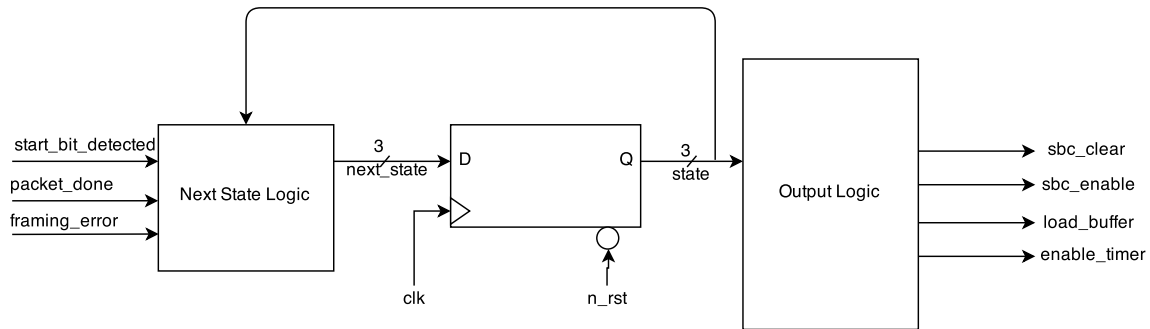 start_bit_detected
packet_done
framing_error
Next State Logic
3
next_state
D
Q
clk
n_rst
3
state
Output Logic
sbc_clear
sbc_enable
load_buffer
enable_timer